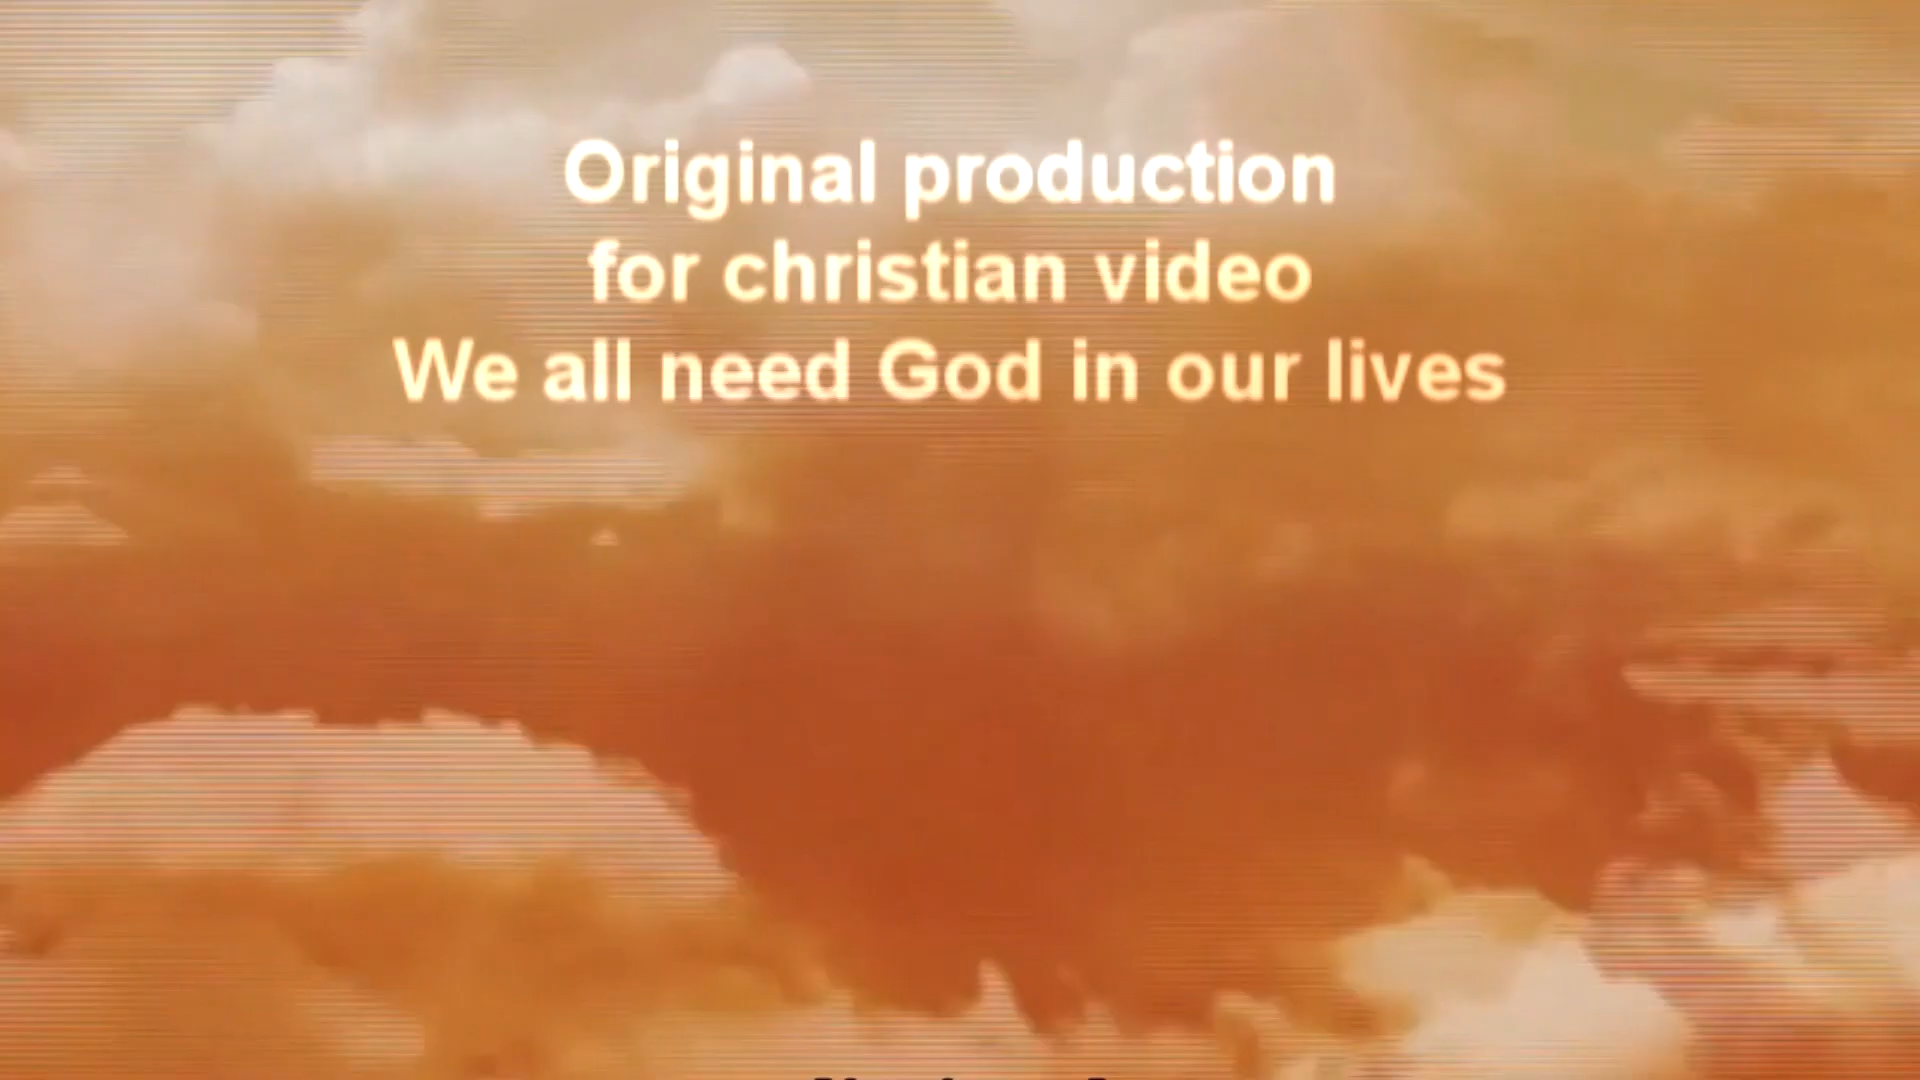 Original production
for christian video
We all need God in our lives